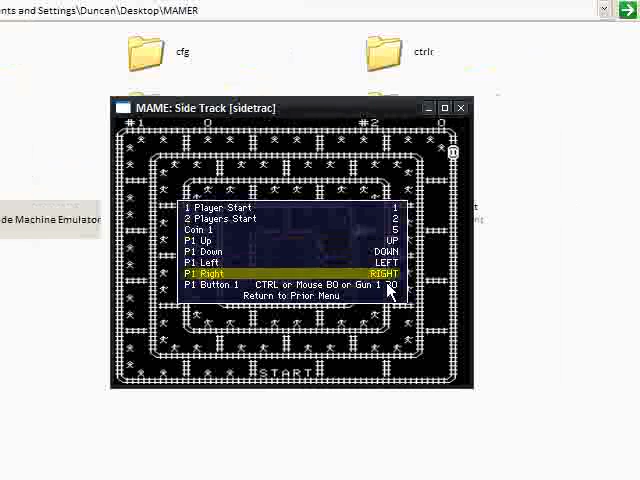 nts and Settings\Duncan\Desktop\MAMER
cfg
ctrlr
MAME: Side Track [sidetrac]
#1 0 #2 0
de Machine Emulator
1 Player Start 1
2 Players Start 2
Coin 1 5
P1 Up UP
P1 Down DOWN
P1 Left LEFT
P1 Right RIGHT
P1 Button 1 CTRL or Mouse B0 or Gun 1
Return to Prior Menu
START